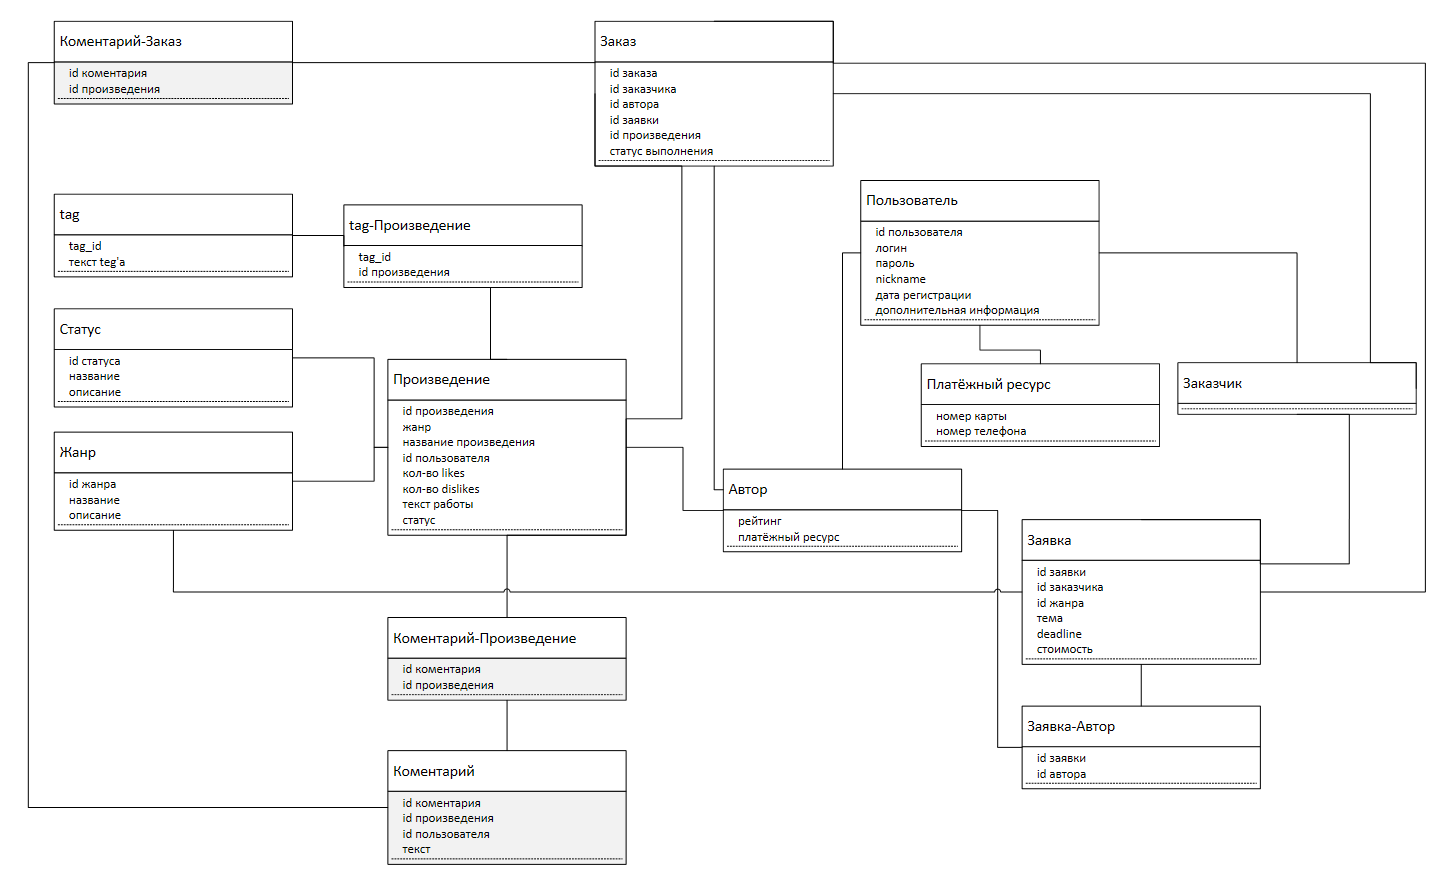 Коментарий-Заказ
id коментария
id произведения
Заказ
id заказа
id заказчика
id автора
id заявки
id произведения
статус выполнения
tag
tag_id
текст teg'а
tag-Произведение
tag_id
id произведения
Пользователь
id пользователя
логин
пароль
nickname
дата регистрации
дополнительная информация
Статус
id статуса
название
описание
Произведение
id произведения
жанр
название произведения
id пользователя
кол-во likes
кол-во dislikes
текст работы
статус
Платёжный ресурс
номер карты
номер телефона
Заказчик
Жанр
id жанра
название
описание
Автор
рейтинг
платёжный ресурс
Заявка
id заявки
id заказчика
id жанра
тема
deadline
стоимость
Коментарий-Произведение
id коментария
id произведения
Заявка-Автор
id заявки
id автора
Коментарий
id коментария
id произведения
id пользователя
текст